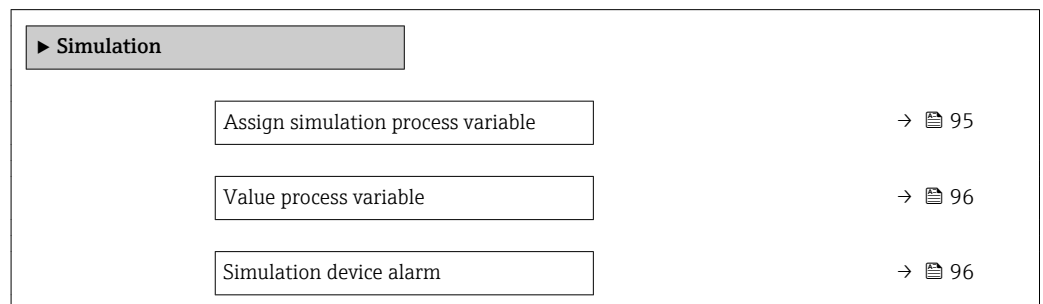 ▶ Simulation
Assign simulation process variable → 95
Value process variable → 96
Simulation device alarm → 96